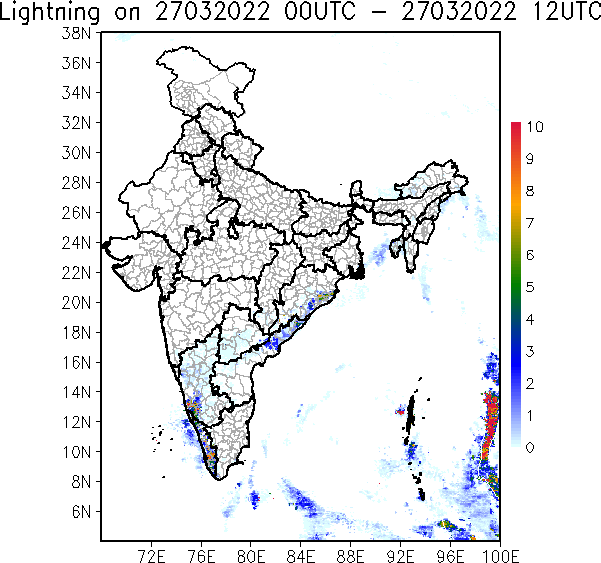 Lightning on 27032022 00UTC – 27032022 12UTC
38N
36N
34N
32N
30N
28N
26N
24N
22N
20N
18N
16N
14N
12N
10N
8N
6N
72E 76E 80E 84E 88E 92E 96E 100E
10
9
8
7
6
5
4
3
2
1
0